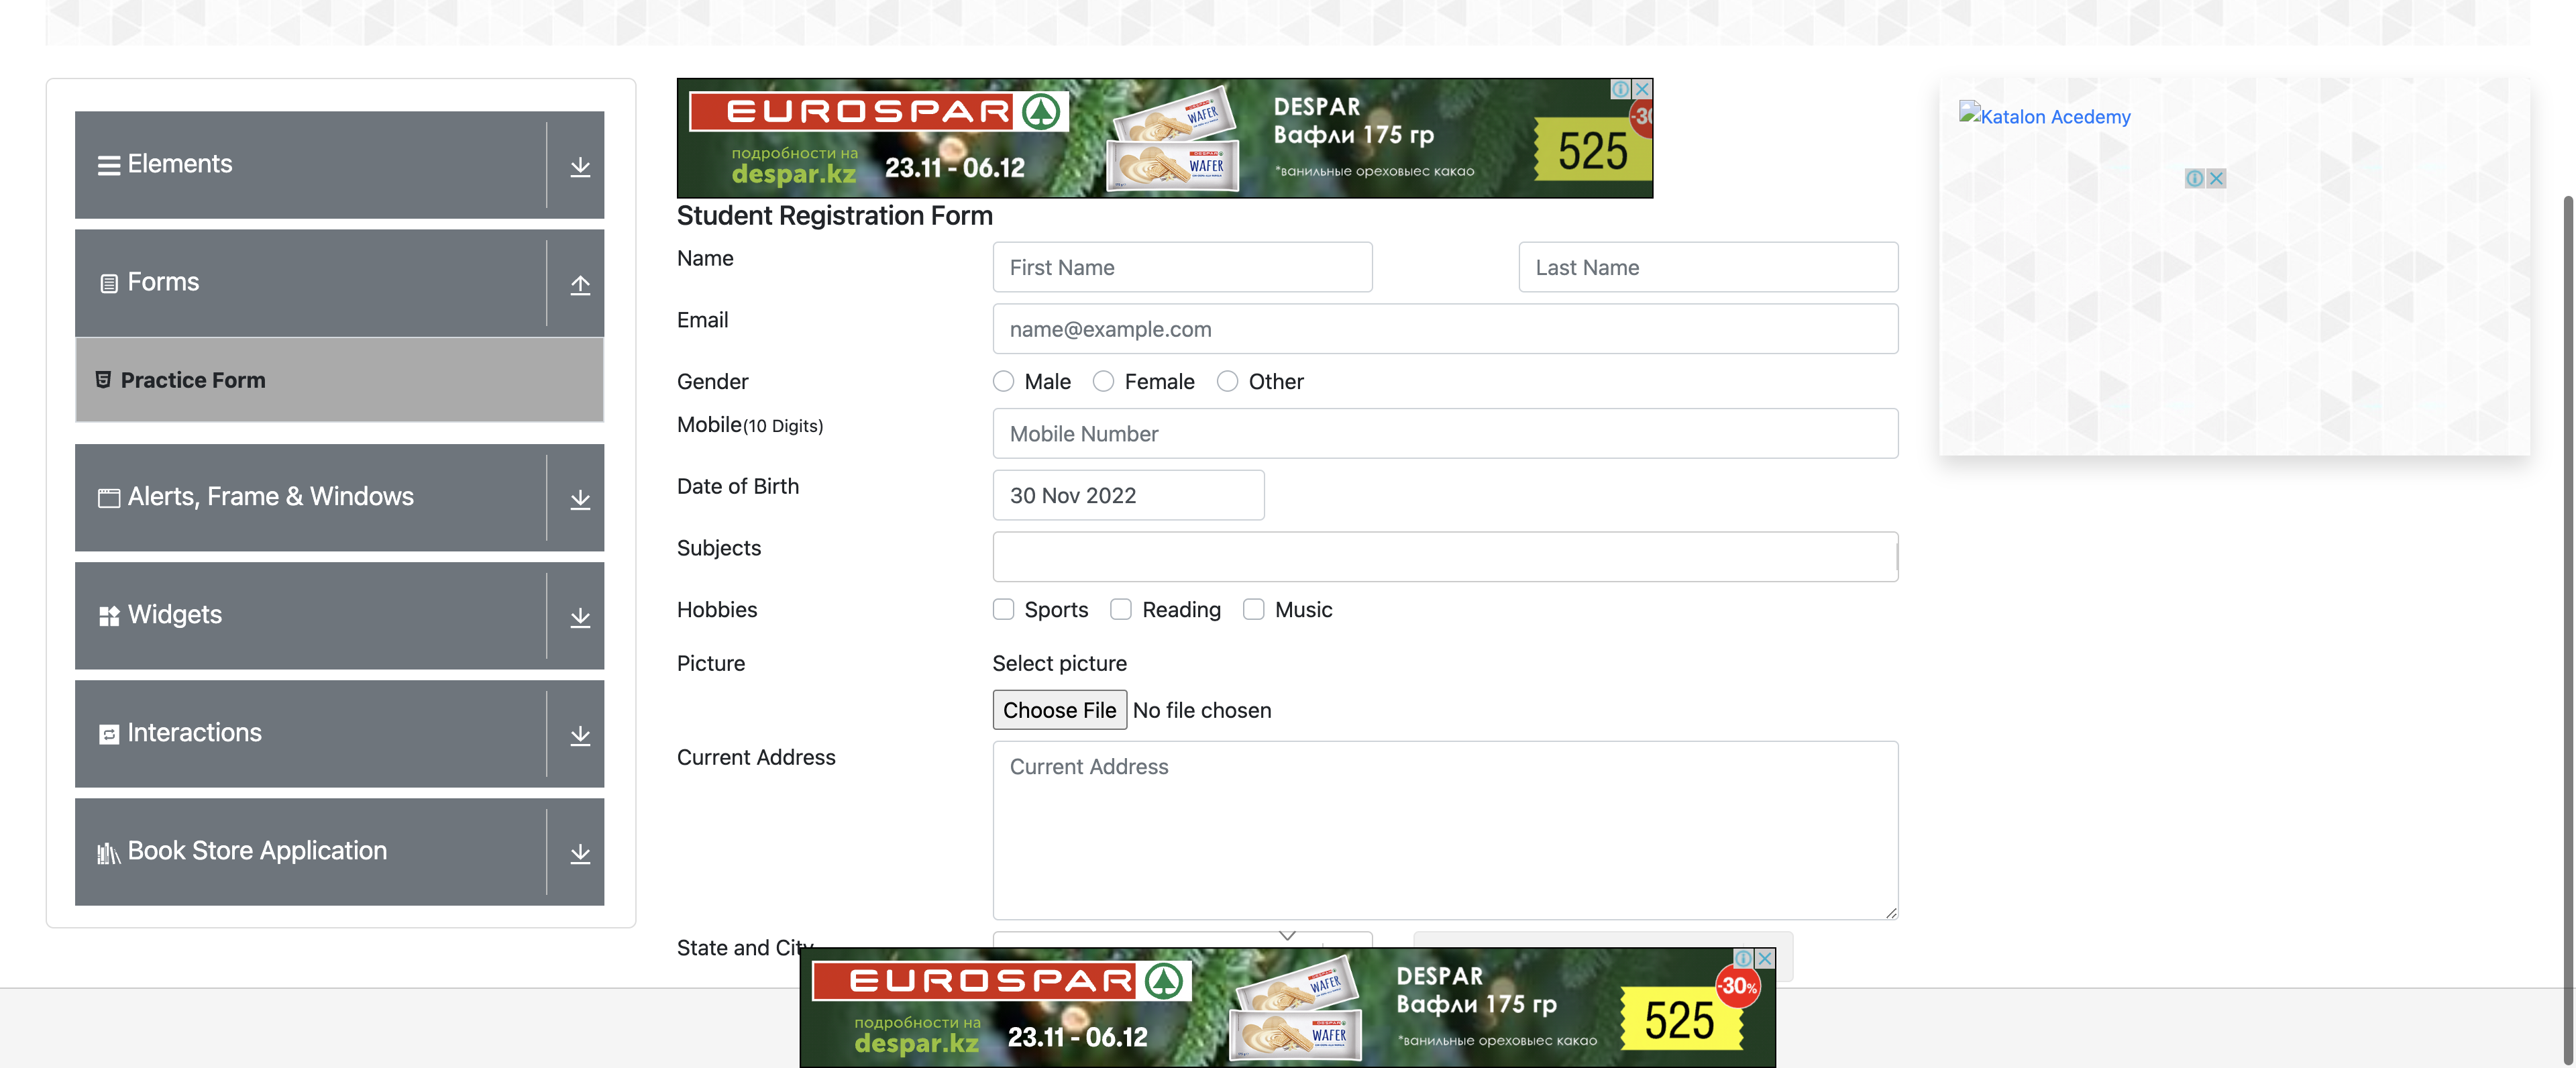 Elements
Forms
Practice Form
Alerts, Frame & Windows
Widgets
Interactions
Book Store Application
EUROSPAR
подробности на
despar.kz
23.11 - 06.12
WAFER
WAFER
DESPAR
Вафли 175 гр
*ванильные ореховыес какао
525
-30
Student Registration Form
Name
First Name
Last Name
Email
name@example.com
Gender
Male
Female
Other
Mobile(10 Digits)
Mobile Number
Date of Birth
30 Nov 2022
Subjects
Hobbies
Sports
Reading
Music
Picture
Select picture
Choose File
No file chosen
Current Address
Current Address
State and City
EUROSPAR
подробности на
despar.kz
23.11 - 06.12
WAFER
WAFER
DESPAR
Вафли 175 гр
*ванильные ореховыес какао
525
-30%
Katalon Acedemy